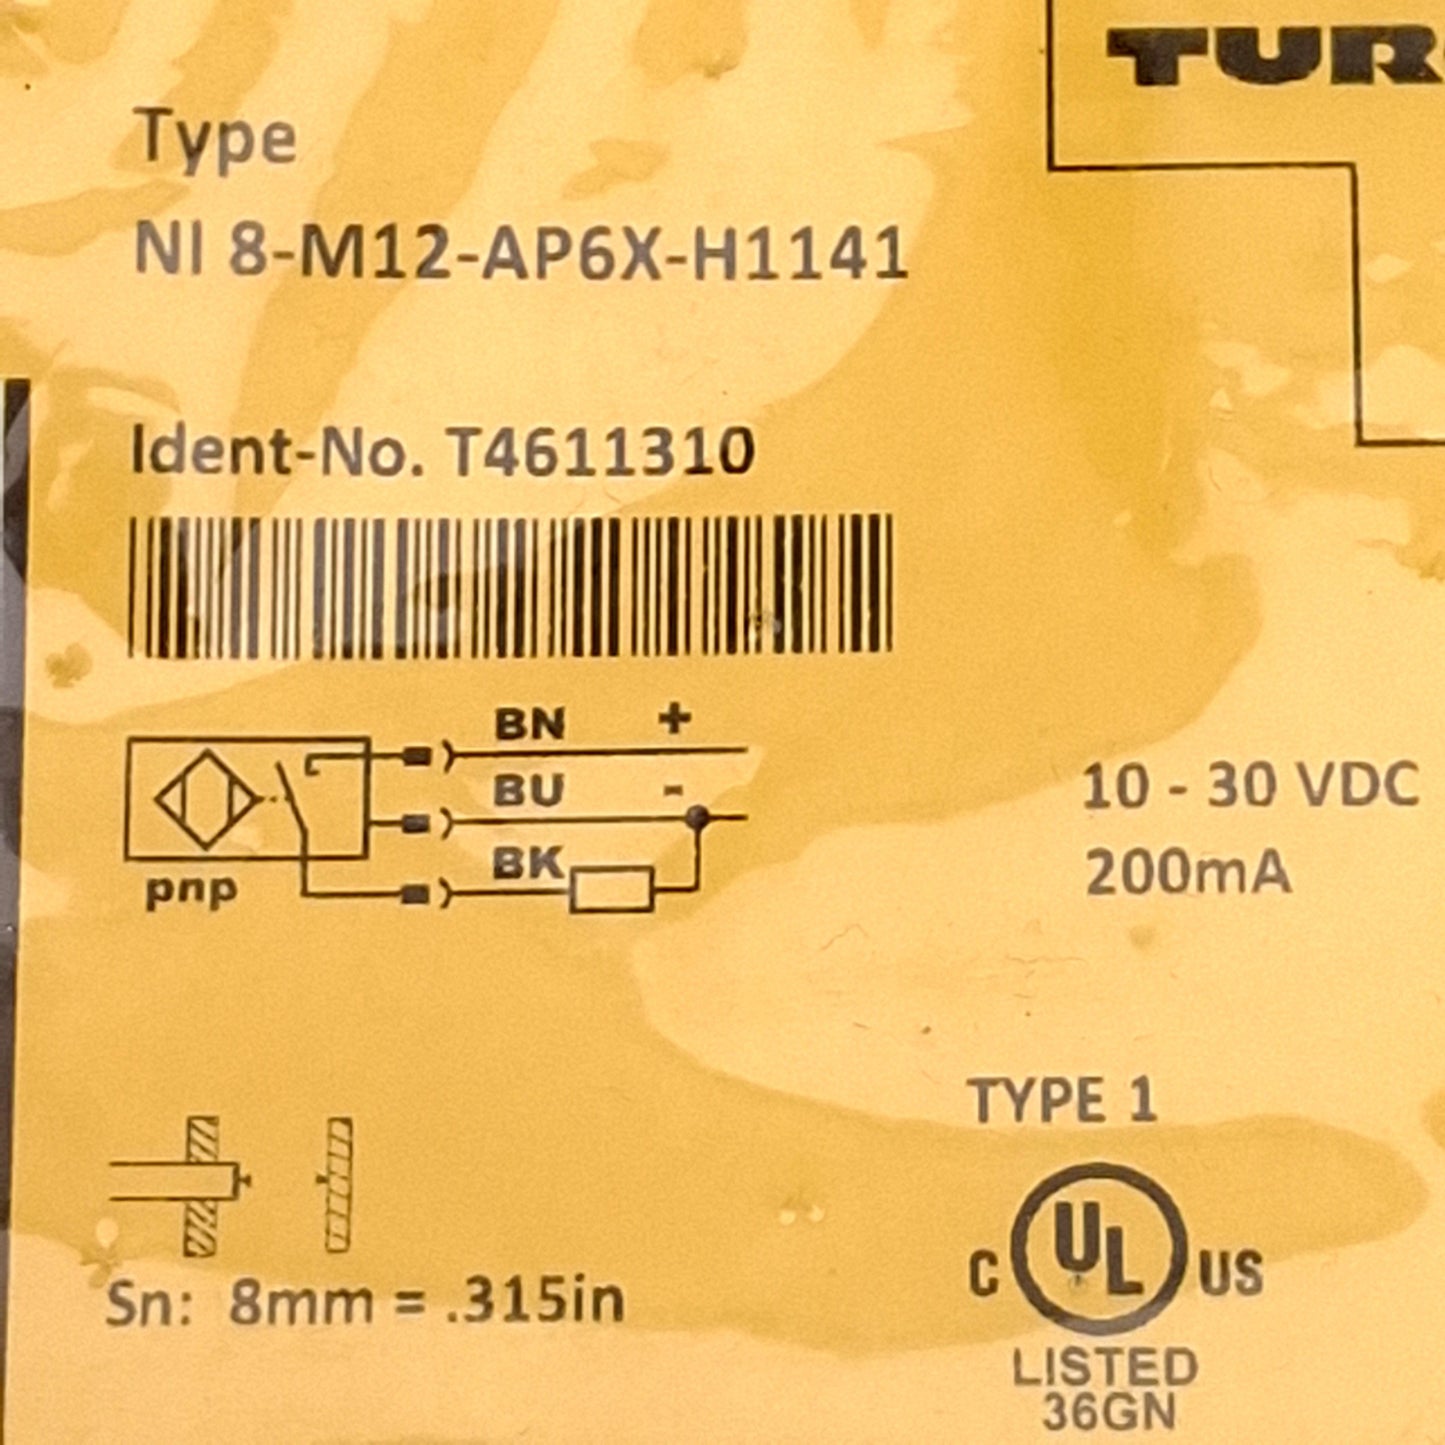 TUR
Type
NI 8-M12-AP6X-H1141
Ident-No. T4611310
BN +
BU -
BK
pnp
10 - 30 VDC
200mA
TYPE 1
C UL US
LISTED
36GN
Sn: 8mm = .315in